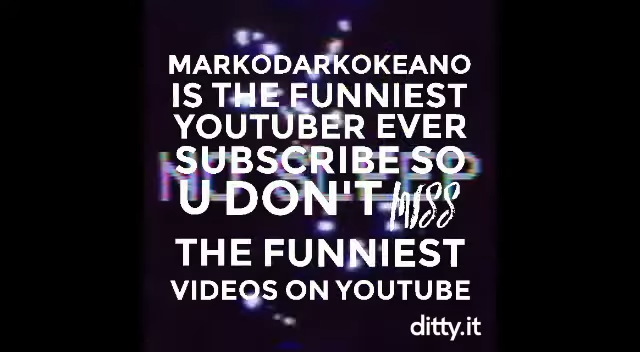 MARKODARKOKEANO
IS THE FUNNIEST
YOUTUBER EVER
SUBSCRIBE SO
U DON'T MISS
THE FUNNIEST
VIDEOS ON YOUTUBE
ditty.it